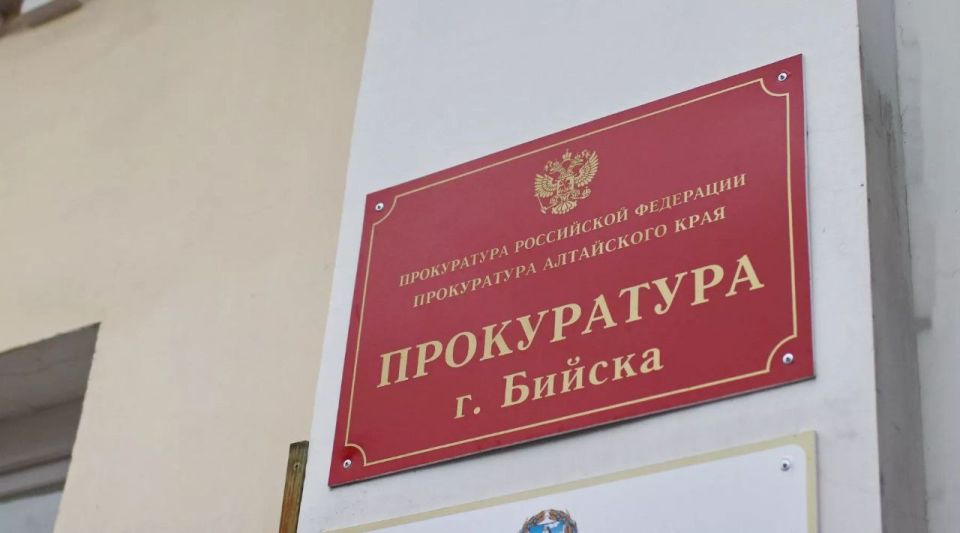 ПРОКУРАТУРА РОССИЙСКОЙ ФЕДЕРАЦИИ
ПРОКУРАТУРА АЛТАЙСКОГО КРАЯ
ПРОКУРАТУРА
г. Бийска